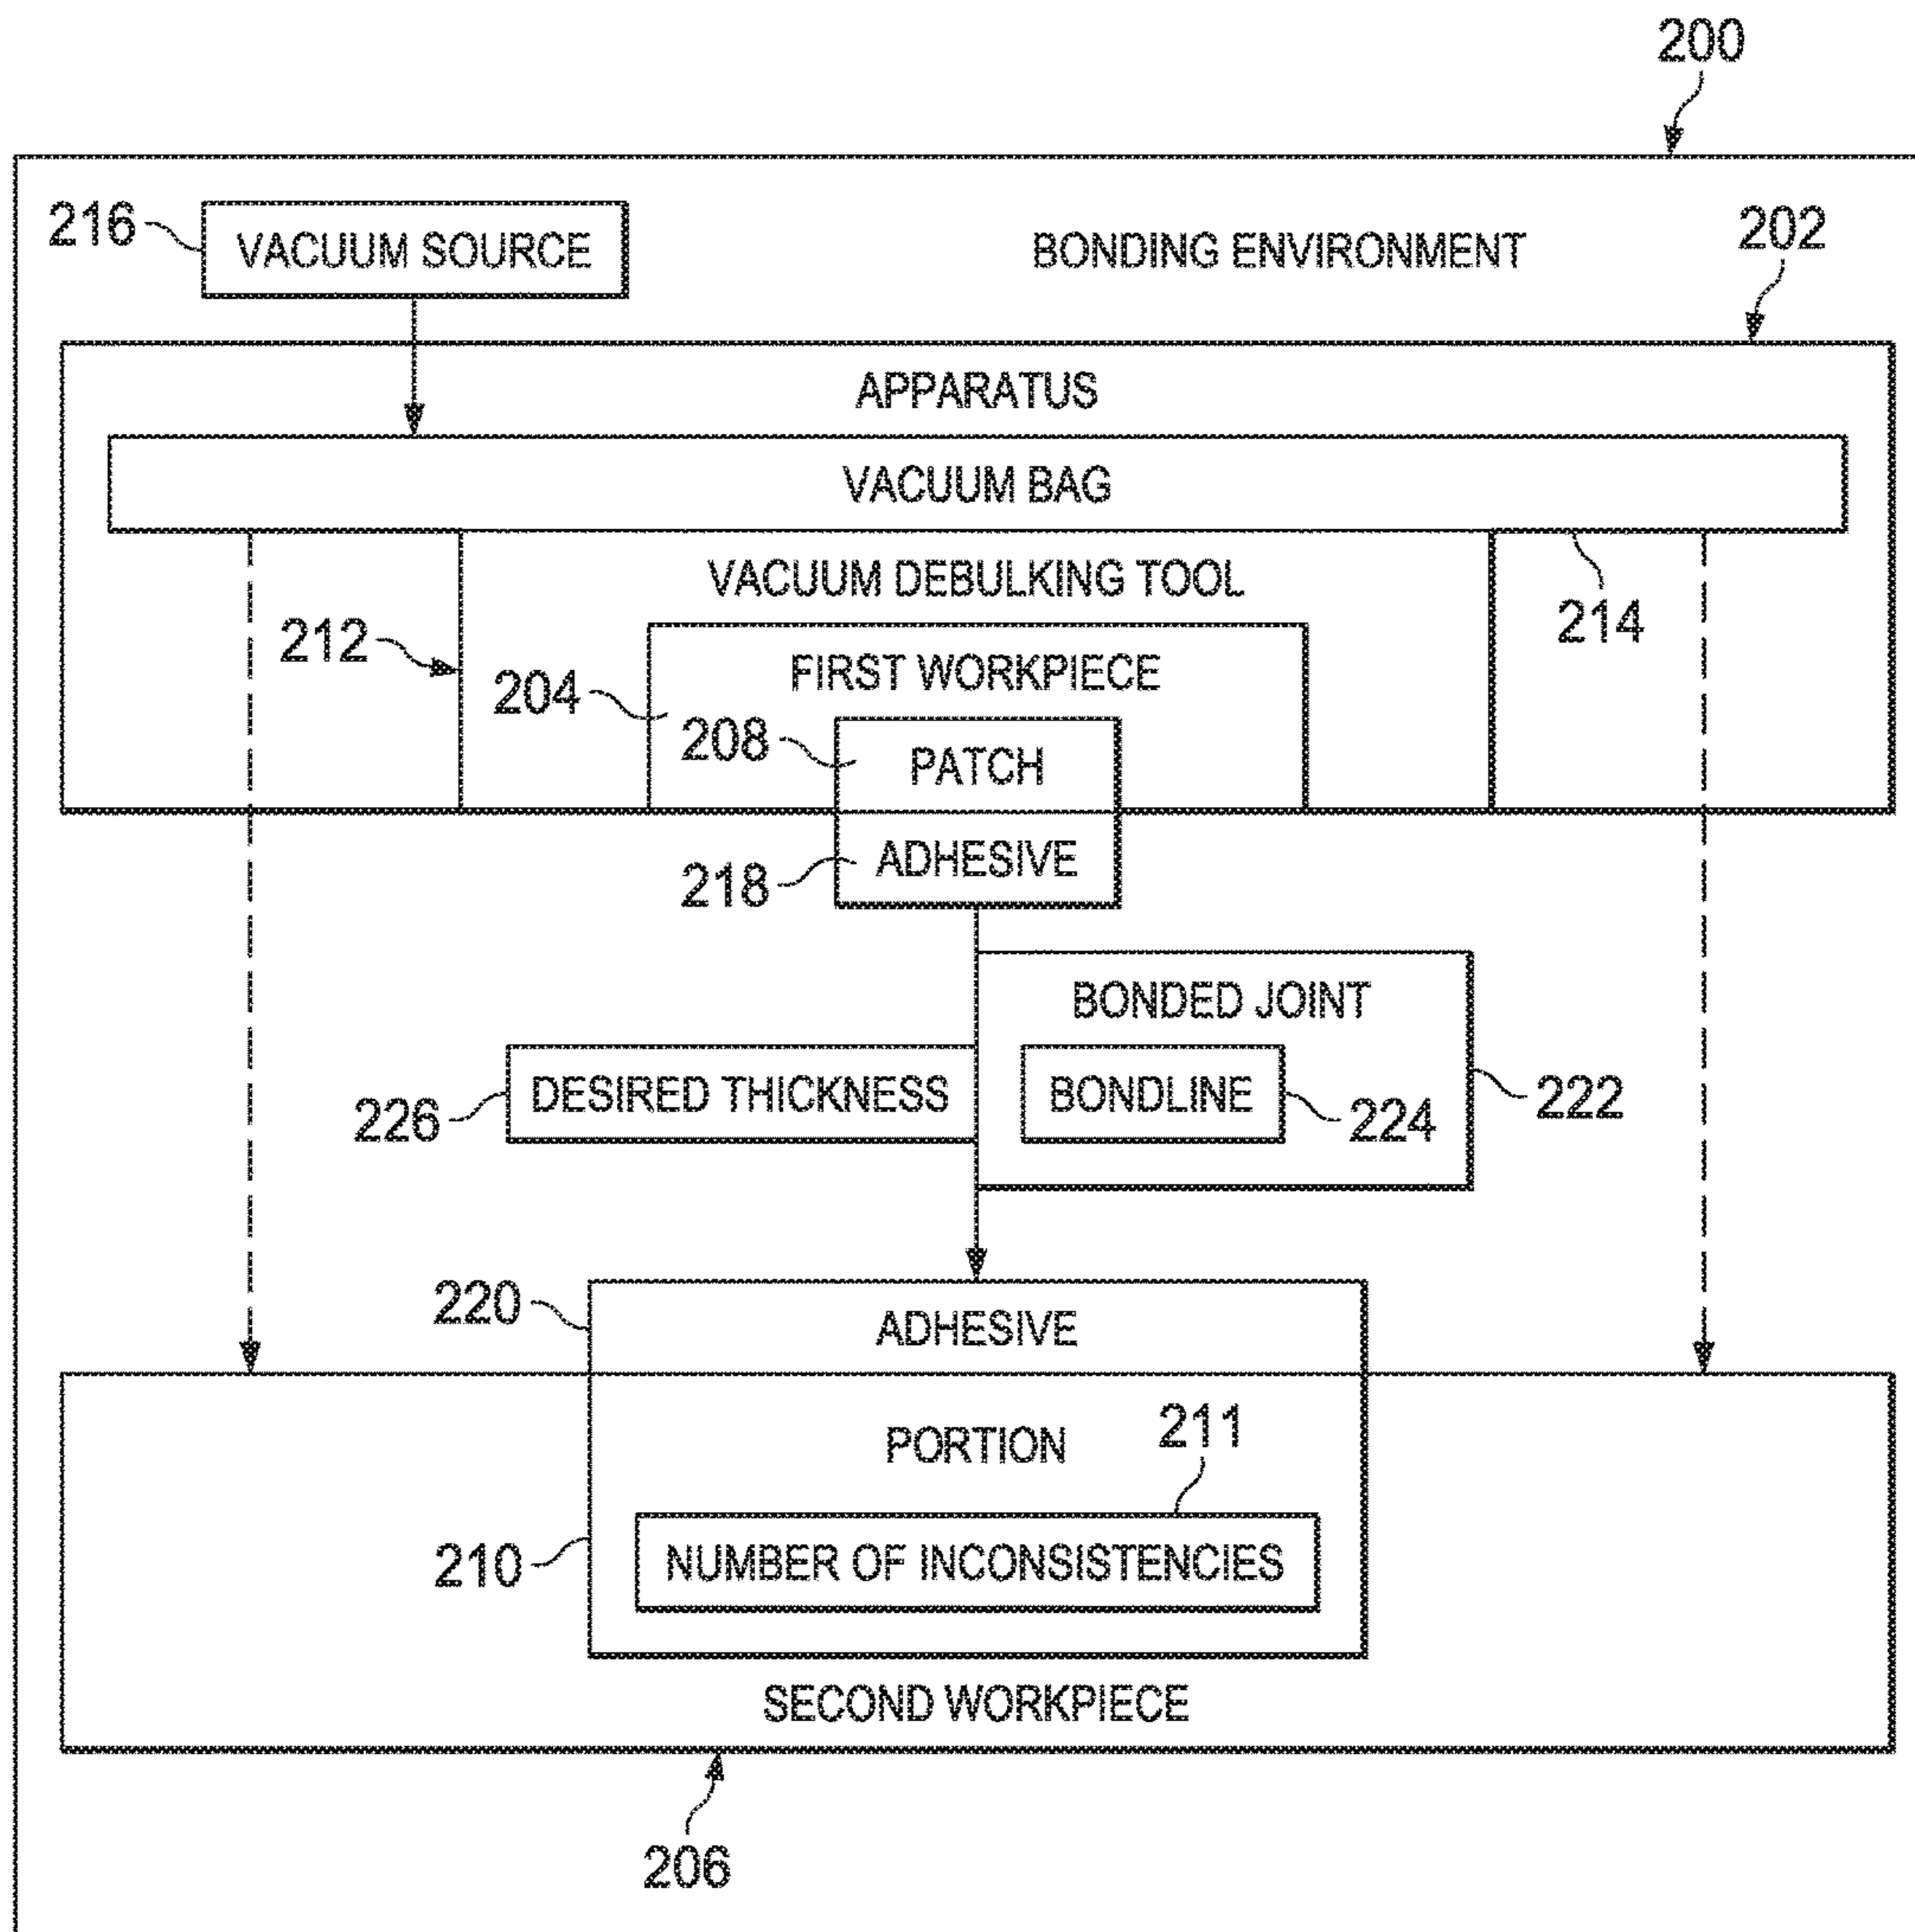 200
216
VACUUM SOURCE
BONDING ENVIRONMENT
202
APPARATUS
VACUUM BAG
VACUUM DEBULKING TOOL
214
212
FIRST WORKPIECE
204
208
PATCH
218
ADHESIVE
BONDED JOINT
226
DESIRED THICKNESS
BONDLINE
224
222
220
ADHESIVE
PORTION
211
210
NUMBER OF INCONSISTENCIES
SECOND WORKPIECE
206